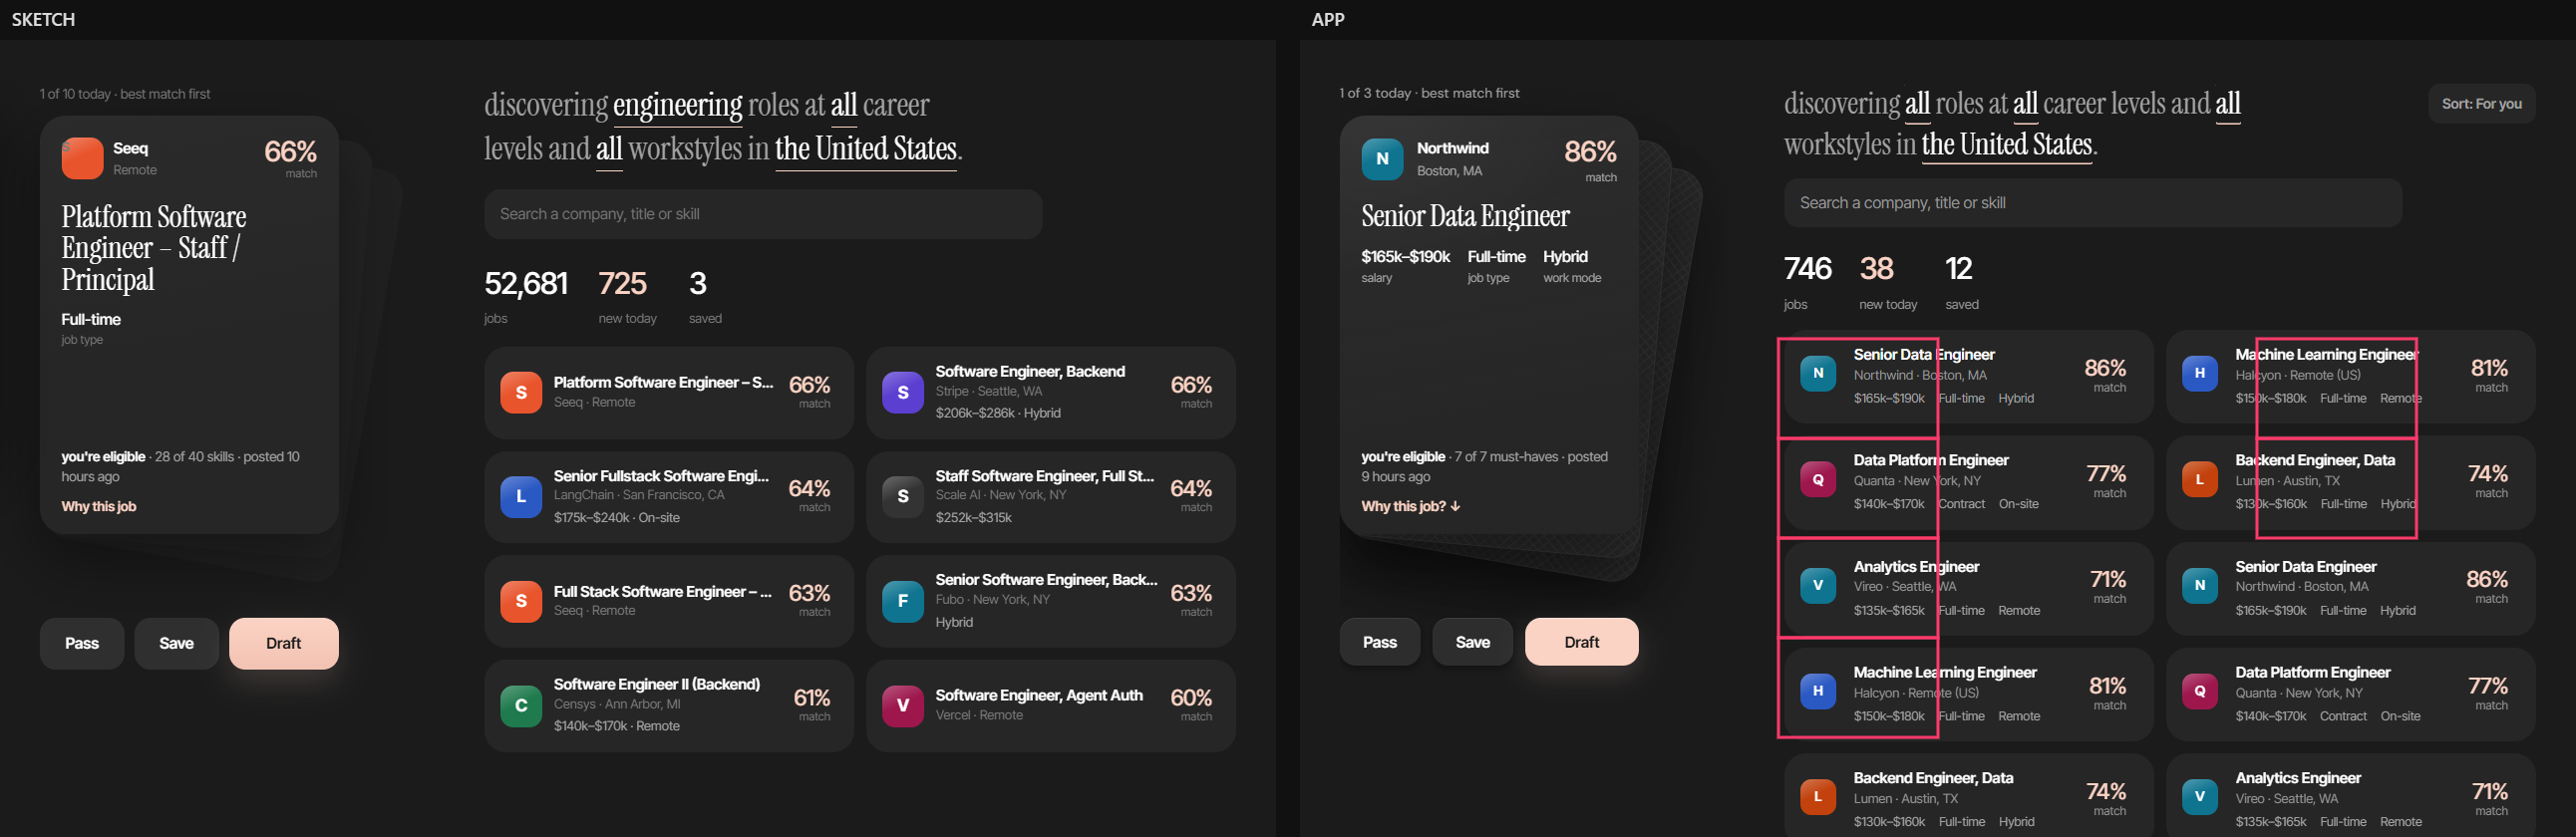 SKETCH
1 of 10 today · best match first
S
Seeq
Remote
66%
match
Platform Software
Engineer – Staff /
Principal
Full-time
job type
you're eligible · 28 of 40 skills · posted 10
hours ago
Why this job
Pass
Save
Draft
discovering engineering roles at all career
levels and all workstyles in the United States.
Search a company, title or skill
52,681
jobs
725
new today
3
saved
S
Platform Software Engineer – S...
Seeq · Remote
66%
match
S
Software Engineer, Backend
Stripe · Seattle, WA
$206k–$286k · Hybrid
66%
match
L
Senior Fullstack Software Engi...
LangChain · San Francisco, CA
$175k–$240k · On-site
64%
match
S
Staff Software Engineer, Full St...
Scale AI · New York, NY
$252k–$315k
64%
match
S
Full Stack Software Engineer – ...
Seeq · Remote
63%
match
F
Senior Software Engineer, Back...
Fubo · New York, NY
Hybrid
63%
match
C
Software Engineer II (Backend)
Censys · Ann Arbor, MI
$140k–$170k · Remote
61%
match
V
Software Engineer, Agent Auth
Vercel · Remote
60%
match
APP
1 of 3 today · best match first
N
Northwind
Boston, MA
86%
match
Senior Data Engineer
$165k–$190k
salary
Full-time
job type
Hybrid
work mode
you're eligible · 7 of 7 must-haves · posted
9 hours ago
Why this job? ↓
Pass
Save
Draft
discovering all roles at all career levels and all
workstyles in the United States.
Sort: For you
Search a company, title or skill
746
jobs
38
new today
12
saved
N
Senior Data Engineer
Northwind · Boston, MA
$165k–$190k Full-time Hybrid
86%
match
H
Machine Learning Engineer
Halcyon · Remote (US)
$150k–$180k Full-time Remote
81%
match
Q
Data Platform Engineer
Quanta · New York, NY
$140k–$170k Contract On-site
77%
match
L
Backend Engineer, Data
Lumen · Austin, TX
$130k–$160k Full-time Hybrid
74%
match
V
Analytics Engineer
Vireo · Seattle, WA
$135k–$165k Full-time Remote
71%
match
N
Senior Data Engineer
Northwind · Boston, MA
$165k–$190k Full-time Hybrid
86%
match
H
Machine Learning Engineer
Halcyon · Remote (US)
$150k–$180k Full-time Remote
81%
match
Q
Data Platform Engineer
Quanta · New York, NY
$140k–$170k Contract On-site
77%
match
L
Backend Engineer, Data
Lumen · Austin, TX
$130k–$160k Full-time Hybrid
74%
match
V
Analytics Engineer
Vireo · Seattle, WA
$135k–$165k Full-time Remote
71%
match